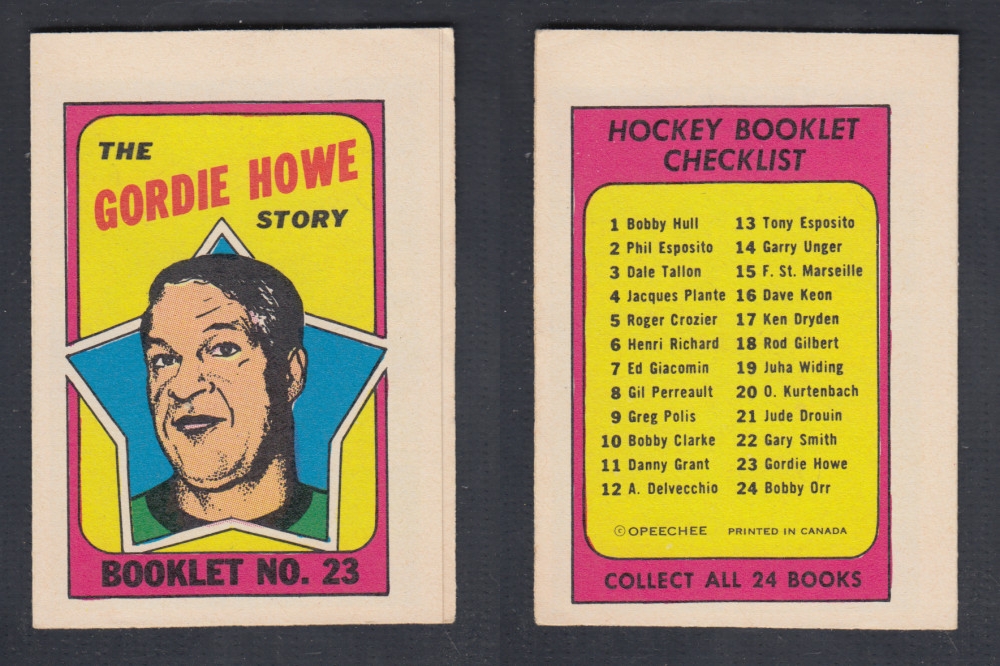 THE
GORDIE HOWE
STORY
BOOKLET NO. 23
HOCKEY BOOKLET
CHECKLIST
1 Bobby Hull
2 Phil Esposito
3 Dale Tallon
4 Jacques Plante
5 Roger Crozier
6 Henri Richard
7 Ed Giacomin
8 Gil Perreault
9 Greg Polis
10 Bobby Clarke
11 Danny Grant
12 A. Delvecchio
13 Tony Esposito
14 Garry Unger
15 F. St. Marseille
16 Dave Keon
17 Ken Dryden
18 Rod Gilbert
19 Juha Widing
20 O. Kurtenbach
21 Jude Drouin
22 Gary Smith
23 Gordie Howe
24 Bobby Orr
© OPEECHEE PRINTED IN CANADA
COLLECT ALL 24 BOOKS